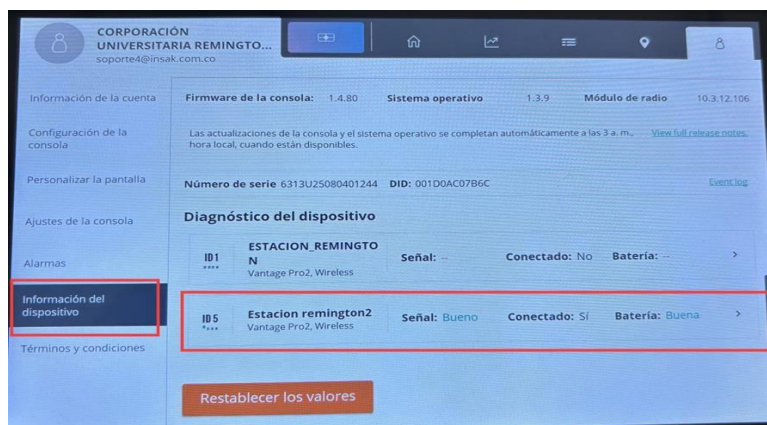 CORPORACIÓN
UNIVERSITARIA REMINGTO...
soporte4@insak.com.co
Información de la cuenta
Configuración de la
consola
Personalizar la pantalla
Ajustes de la consola
Alarmas
Información del
dispositivo
Términos y condiciones
Firmware de la consola: 1.4.80 Sistema operativo 1.3.9 Módulo de radio 10.3.12.106
Las actualizaciones de la consola y el sistema operativo se completan automáticamente a las 3 a. m., View full release notes.
hora local, cuando están disponibles.
Número de serie 6313U25080401244 DID: 001D0AC07B6C Event log
Diagnóstico del dispositivo
ID 1
ESTACION_REMINGTO
N
Vantage Pro2, Wireless
Señal: -- Conectado: No Batería: --
ID 5
Estacion remington2
Vantage Pro2, Wireless
Señal: Bueno Conectado: Sí Batería: Buena
Restablecer los valores